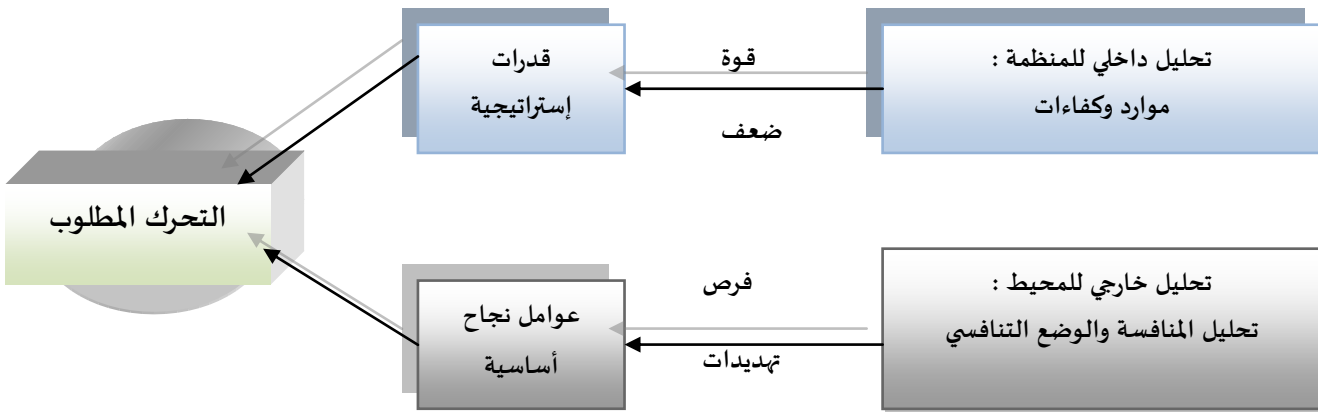 تحليل داخلي للمنظمة :
موارد وكفاءات
قوة
ضعف
قدرات
إستراتيجية
التحرك المطلوب
تحليل خارجي للمحيط :
تحليل المنافسة والوضع التنافسي
فرص
تهديدات
عوامل نجاح
أساسية